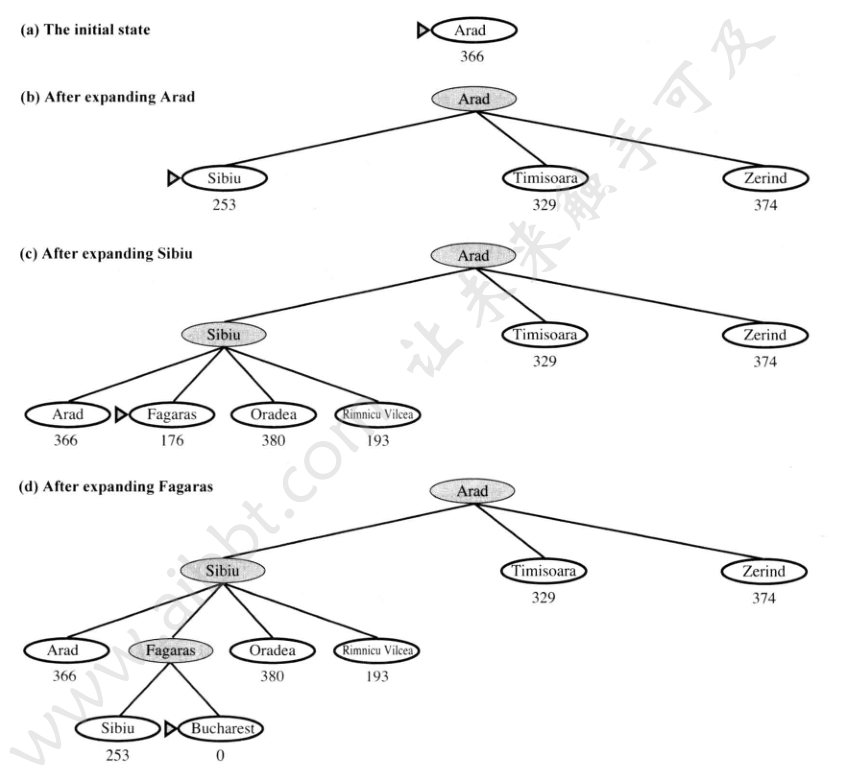 (a) The initial state
Arad
366
(b) After expanding Arad
Arad
Sibiu Timisoara Zerind
253 329 374
(c) After expanding Sibiu
Arad
Sibiu Timisoara Zerind
329 374
Arad Fagaras Oradea Rimnicu Vilcea
366 176 380 193
(d) After expanding Fagaras
Arad
Sibiu Timisoara Zerind
329 374
Arad Fagaras Oradea Rimnicu Vilcea
366 380 193
Sibiu Bucharest
253 0
www.aibbt.com 让未来触手可及